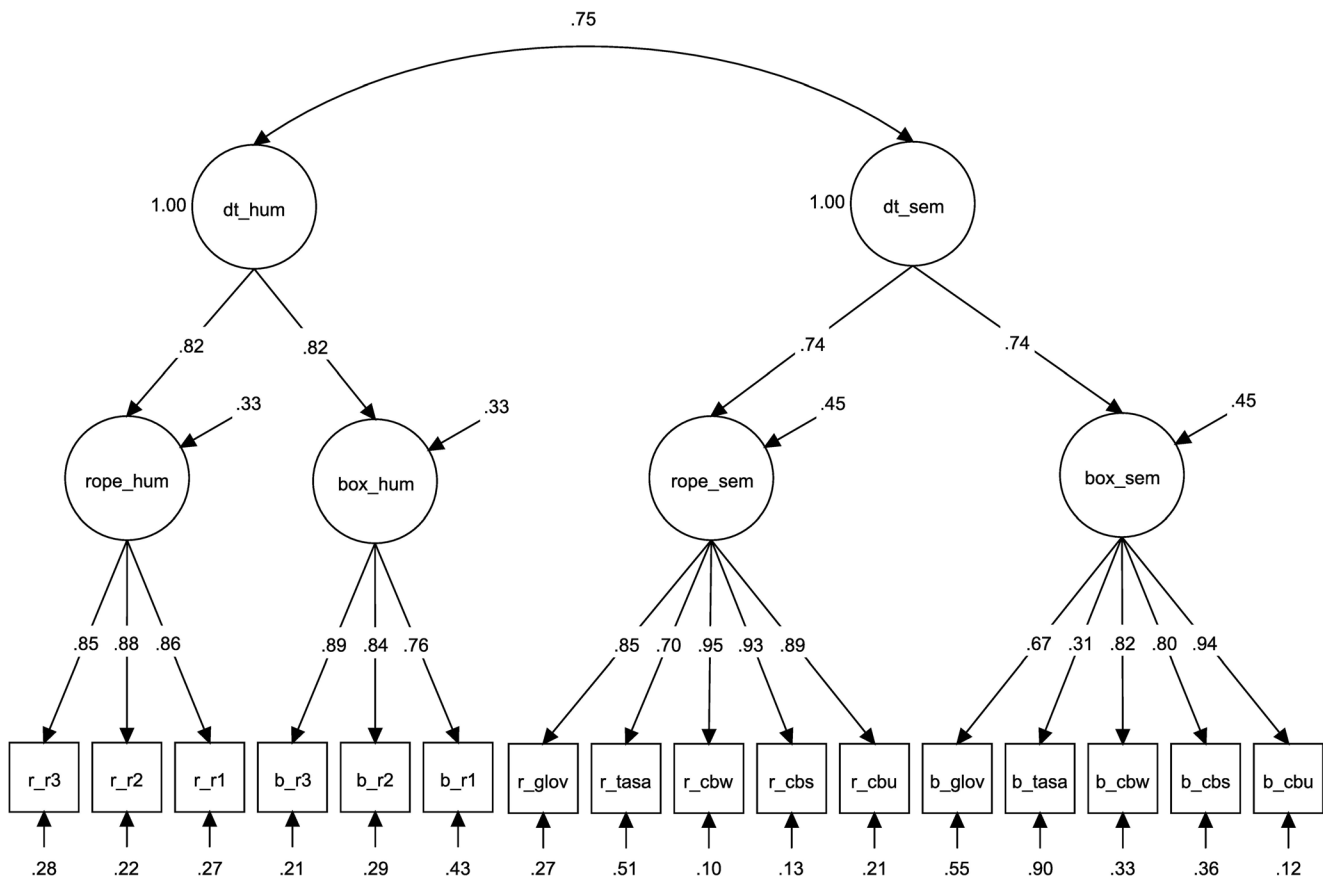 .75
1.00 dt_hum 1.00 dt_sem
.82 .82 .74 .74
.33 .33 .45 .45
rope_hum box_hum rope_sem box_sem
.85 .88 .86 .89 .84 .76 .85 .70 .95 .93 .89 .67 .31 .82 .80 .94
r_r3 r_r2 r_r1 b_r3 b_r2 b_r1 r_glov r_tasa r_cbw r_cbs r_cbu b_glov b_tasa b_cbw b_cbs b_cbu
.28 .22 .27 .21 .29 .43 .27 .51 .10 .13 .21 .55 .90 .33 .36 .12